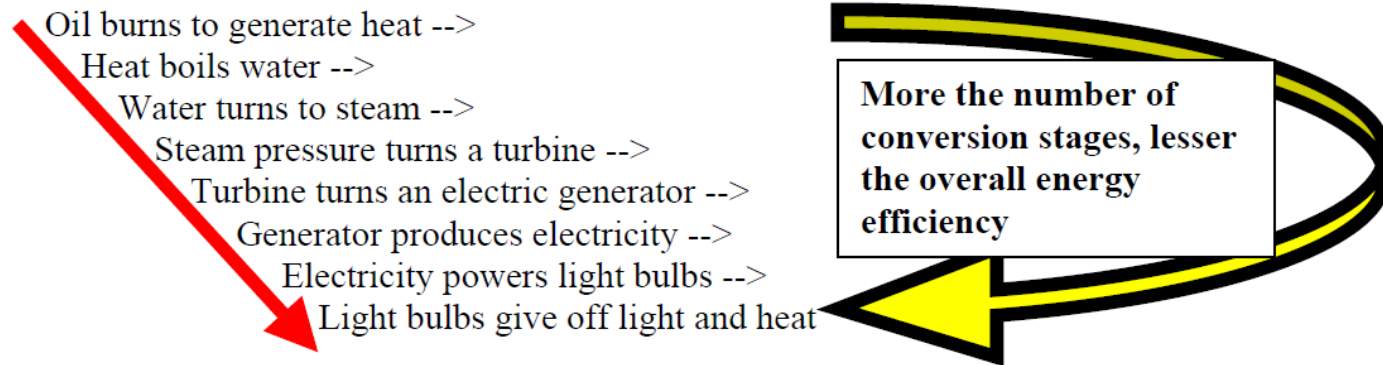 Oil burns to generate heat -->
Heat boils water -->
Water turns to steam -->
Steam pressure turns a turbine -->
Turbine turns an electric generator -->
Generator produces electricity -->
Electricity powers light bulbs -->
Light bulbs give off light and heat
More the number of
conversion stages, lesser
the overall energy
efficiency